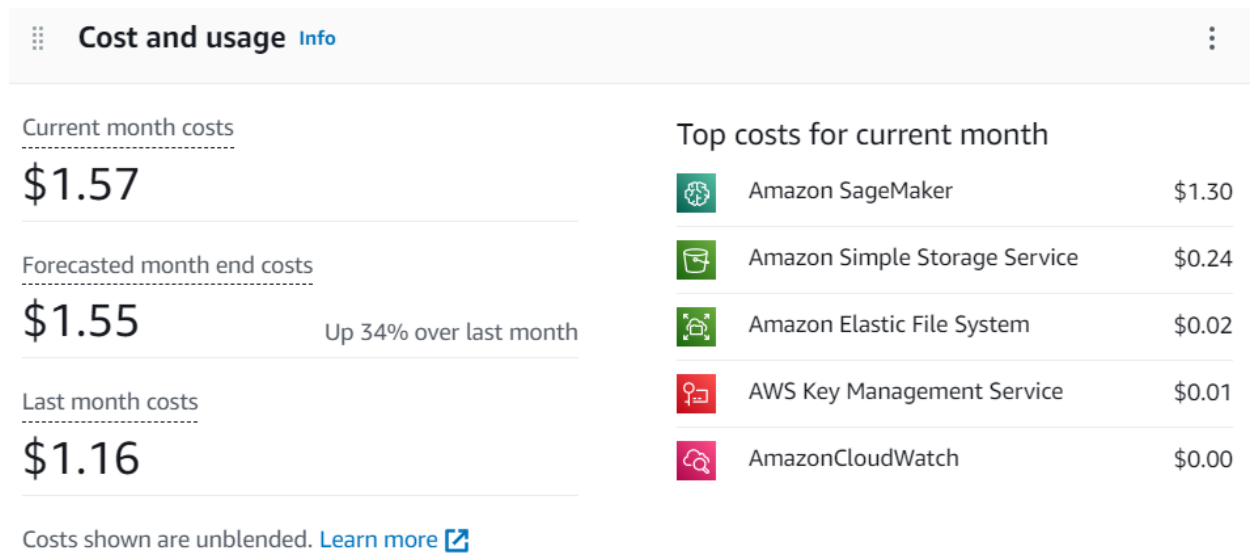 Cost and usage Info
Current month costs
$1.57
Forecasted month end costs
$1.55 Up 34% over last month
Last month costs
$1.16
Costs shown are unblended. Learn more
Top costs for current month
Amazon SageMaker $1.30
Amazon Simple Storage Service $0.24
Amazon Elastic File System $0.02
AWS Key Management Service $0.01
AmazonCloudWatch $0.00